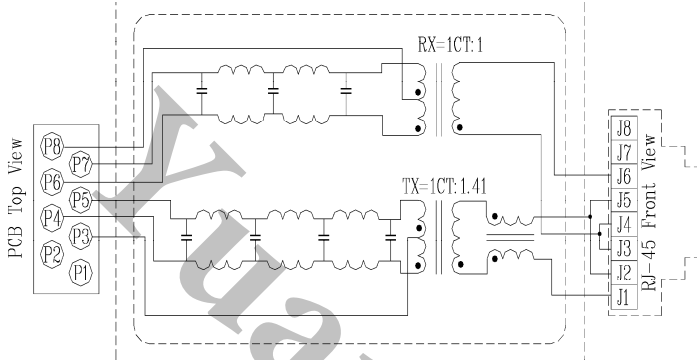 RX=1CT:1
TX=1CT:1.41
PCB Top View
P8
P7
P6
P5
P4
P3
P2
P1
J8
J7
J6
J5
J4
J3
J2
J1
RJ-45 Front View
Yua